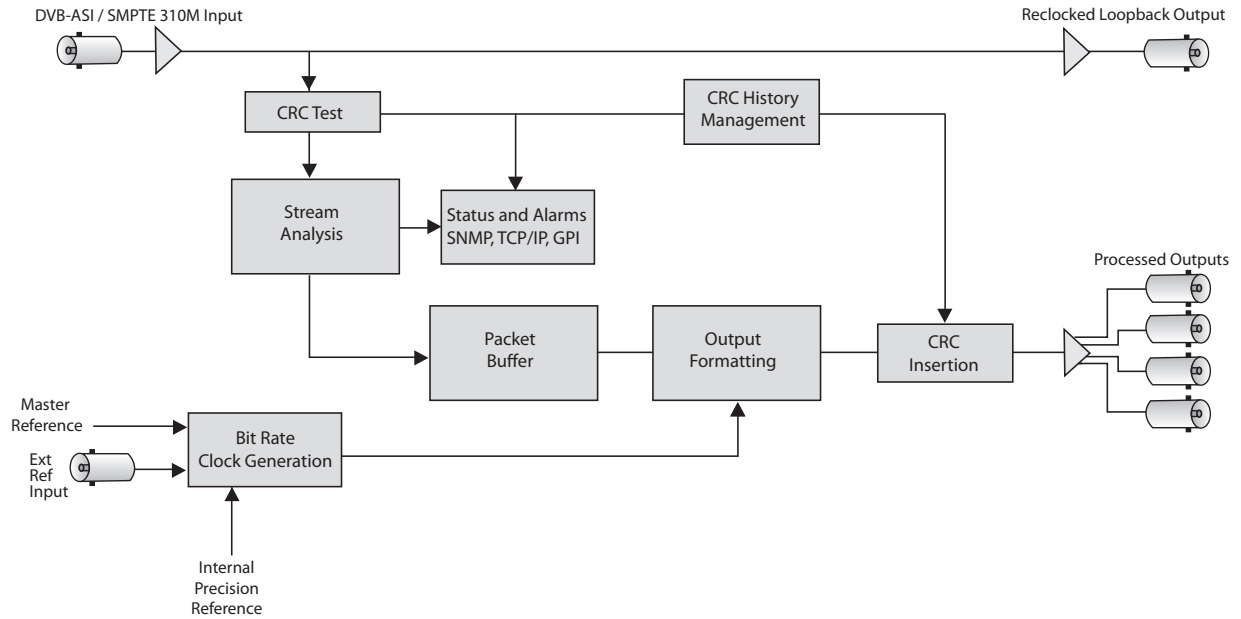 DVB-ASI / SMPTE 310M Input
Reclocked Loopback Output
CRC Test
CRC History
Management
Stream
Analysis
Status and Alarms
SNMP, TCP/IP, GPI
Processed Outputs
Packet
Buffer
Output
Formatting
CRC
Insertion
Master
Reference
Bit Rate
Clock Generation
Ext
Ref
Input
Internal
Precision
Reference